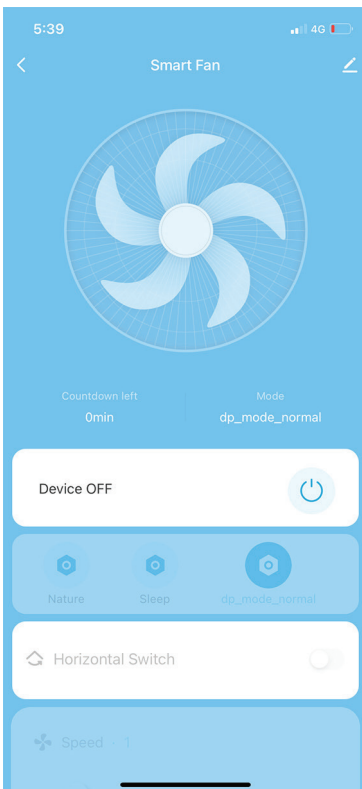 5:39 4G
Smart Fan
Countdown left Mode
0min dp_mode_normal
Device OFF
Nature Sleep dp_mode_normal
Horizontal Switch
Speed · 1